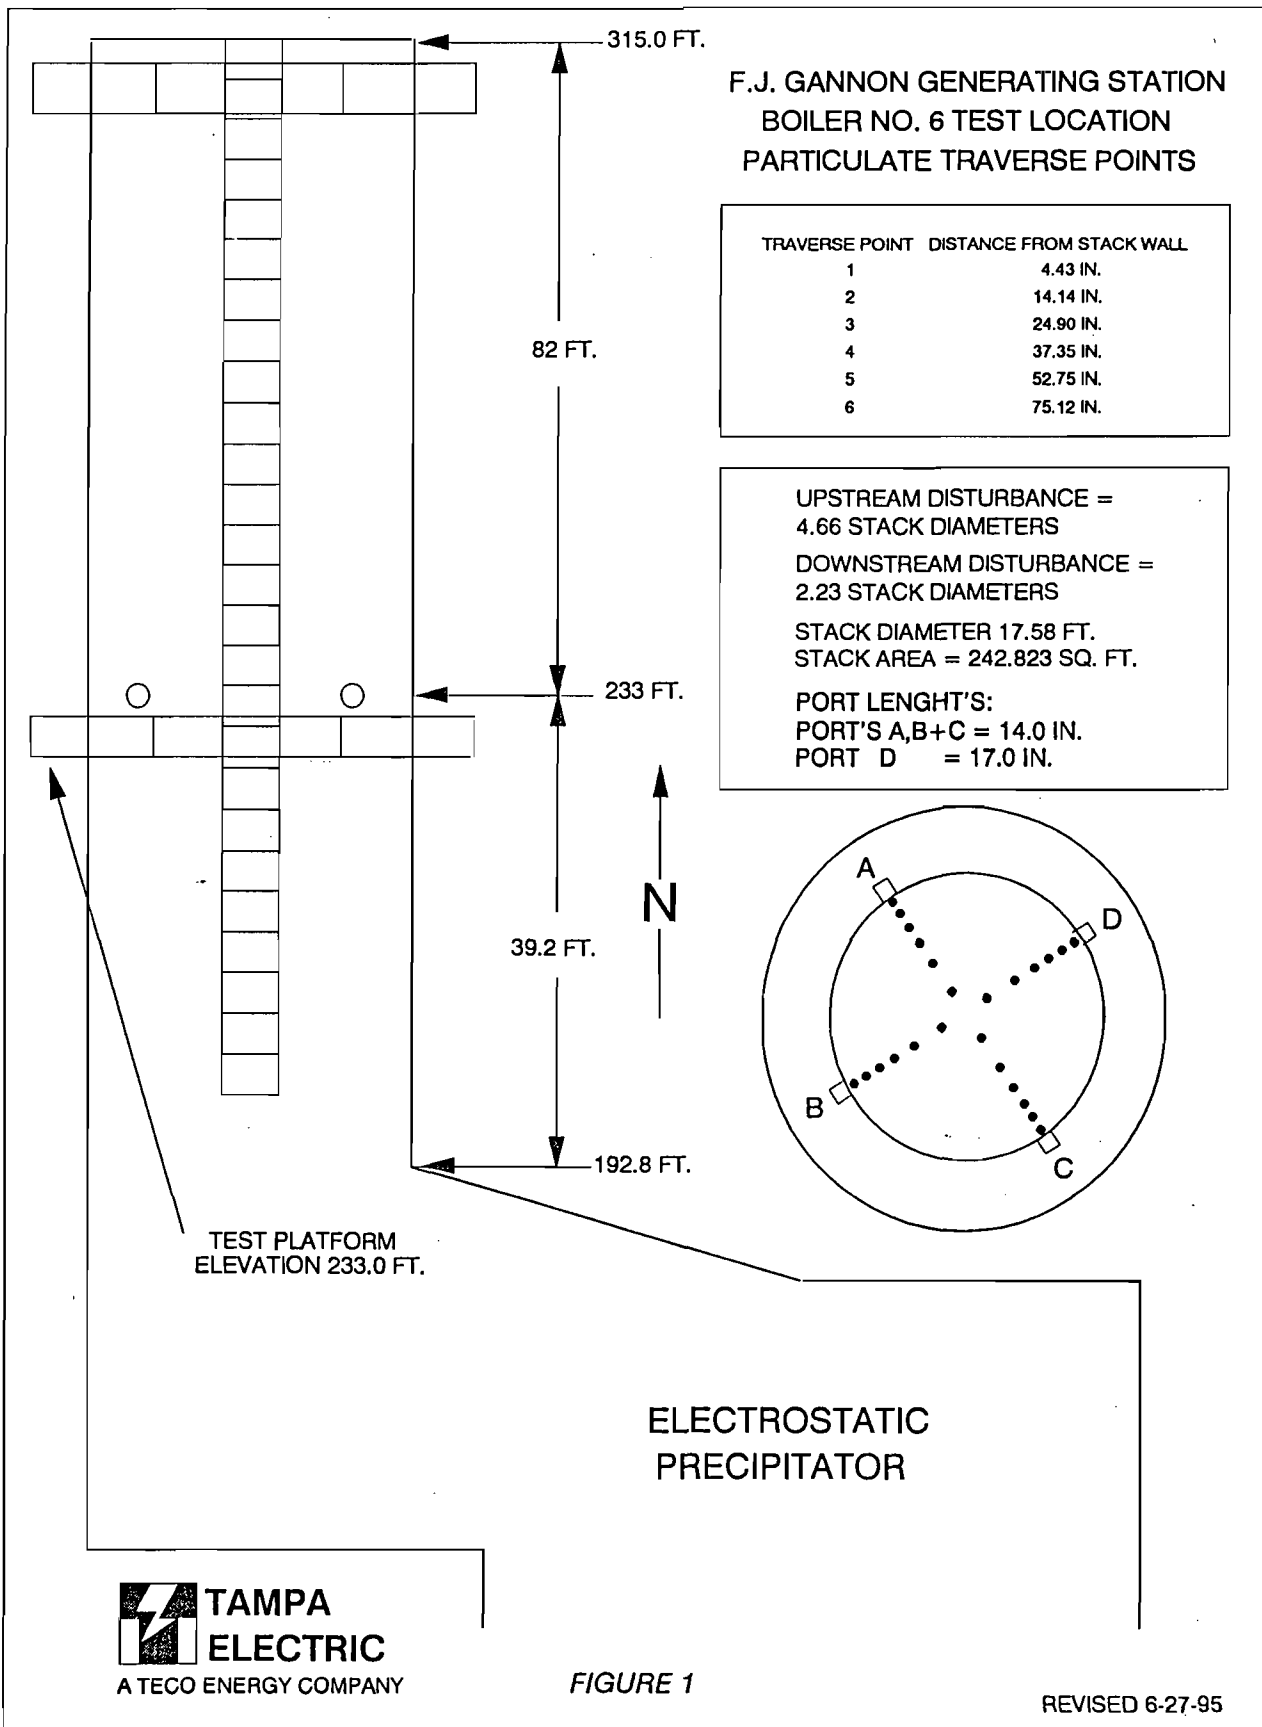 315.0 FT.
F.J. GANNON GENERATING STATION
BOILER NO. 6 TEST LOCATION
PARTICULATE TRAVERSE POINTS
TRAVERSE POINT DISTANCE FROM STACK WALL
1 4.43 IN.
2 14.14 IN.
3 24.90 IN.
4 37.35 IN.
5 52.75 IN.
6 75.12 IN.
82 FT.
UPSTREAM DISTURBANCE =
4.66 STACK DIAMETERS
DOWNSTREAM DISTURBANCE =
2.23 STACK DIAMETERS
STACK DIAMETER 17.58 FT.
STACK AREA = 242.823 SQ. FT.
PORT LENGHT'S:
PORT'S A,B+C = 14.0 IN.
PORT D = 17.0 IN.
233 FT.
N
39.2 FT.
A
D
B
C
192.8 FT.
TEST PLATFORM
ELEVATION 233.0 FT.
ELECTROSTATIC
PRECIPITATOR
TAMPA
ELECTRIC
A TECO ENERGY COMPANY
FIGURE 1
REVISED 6-27-95